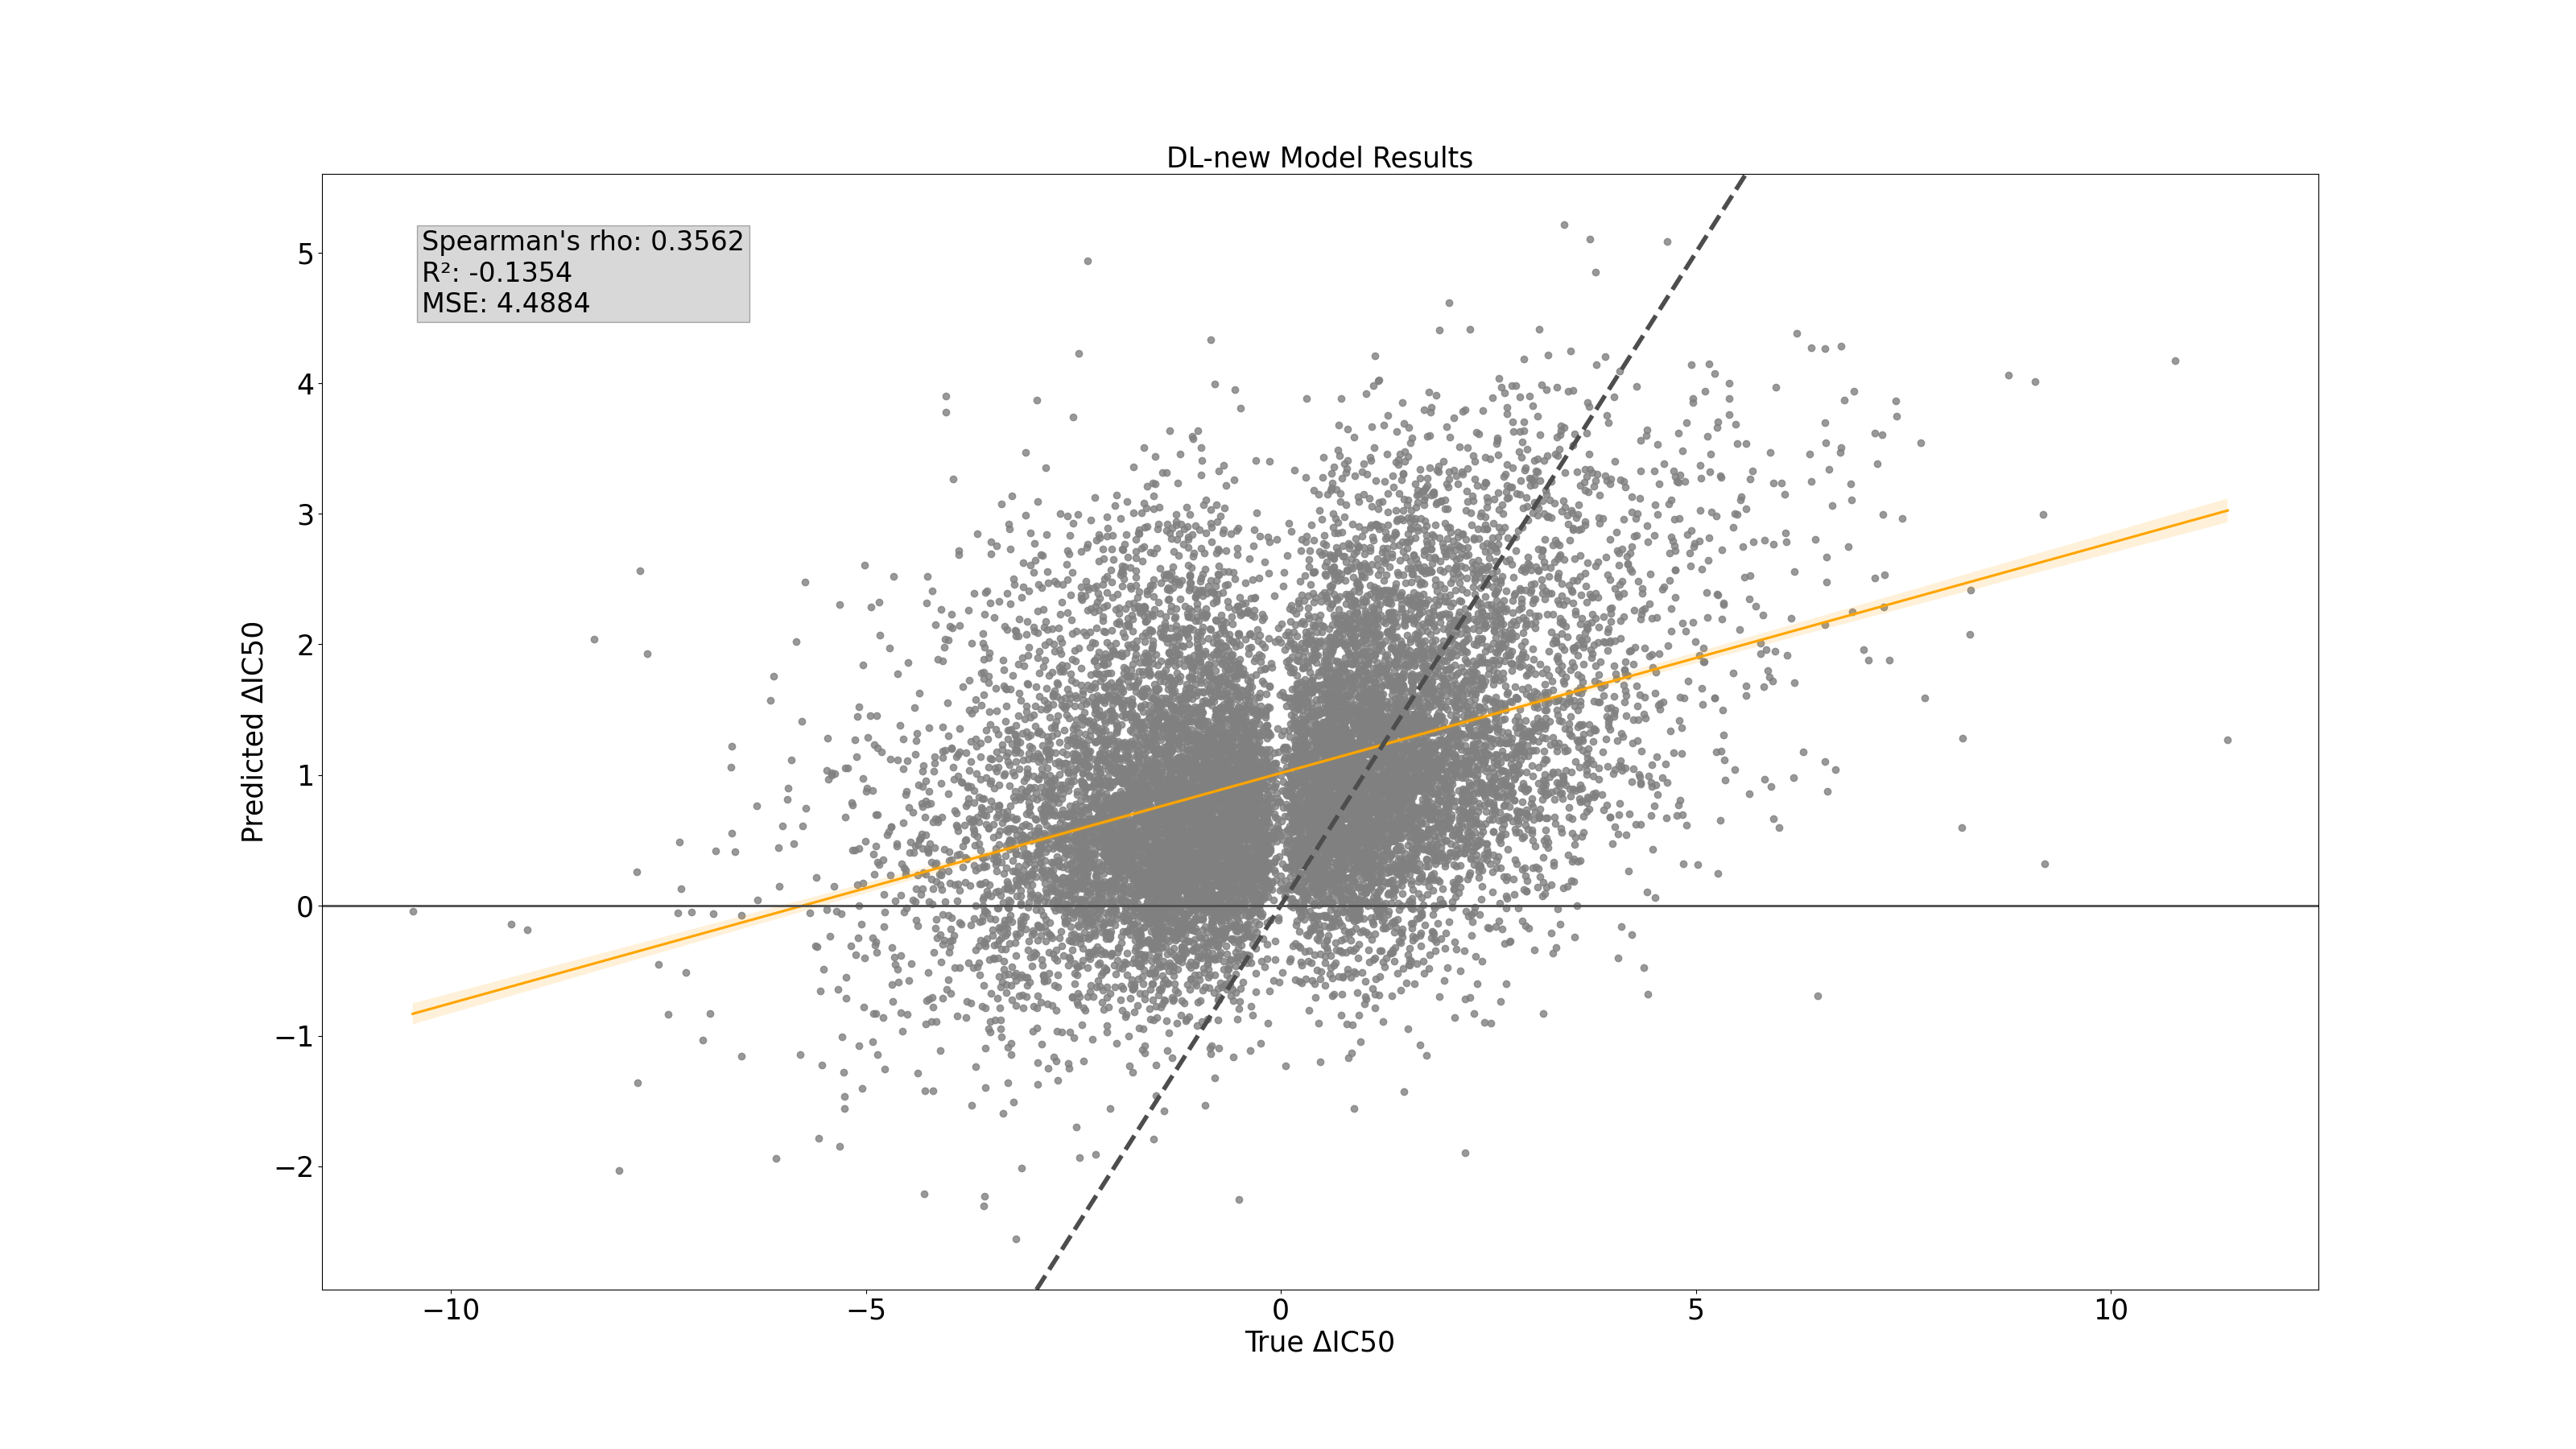 DL-new Model Results
Spearman's rho: 0.3562
R²: -0.1354
MSE: 4.4884
5
4
3
2
1
0
−1
−2
Predicted ΔIC50
−10
−5
0
5
10
True ΔIC50